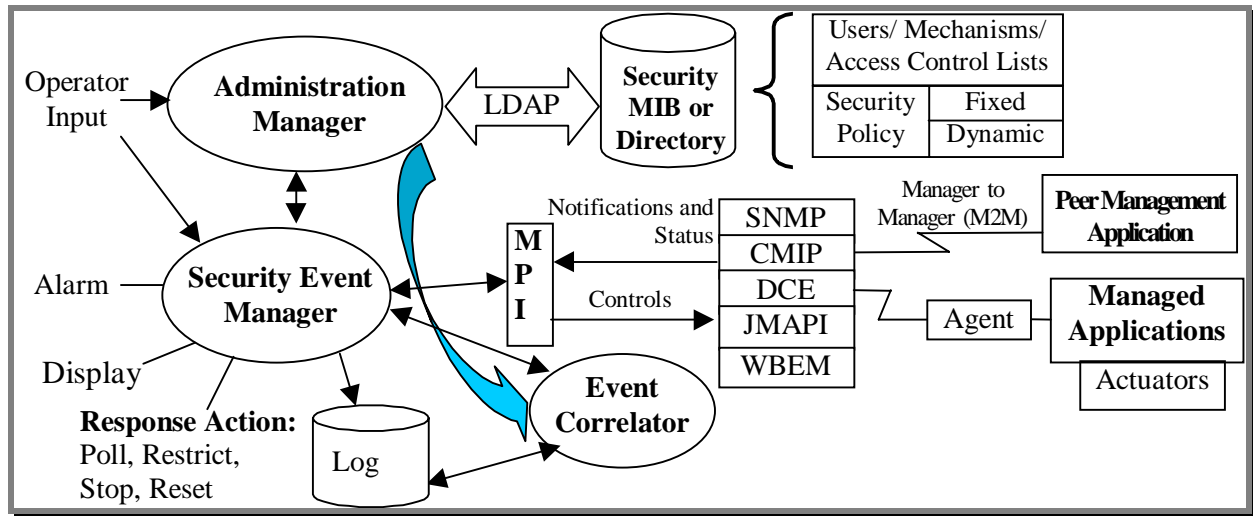 Operator
Input
Administration
Manager
LDAP
Security
MIB or
Directory
Users/ Mechanisms/
Access Control Lists
Security
Policy
Fixed
Dynamic
Notifications and
Status
M
P
I
Controls
SNMP
CMIP
DCE
JMAPI
WBEM
Manager to
Manager (M2M)
Peer Management
Application
Agent
Managed
Applications
Actuators
Security Event
Manager
Alarm
Display
Response Action:
Poll, Restrict,
Stop, Reset
Log
Event
Correlator